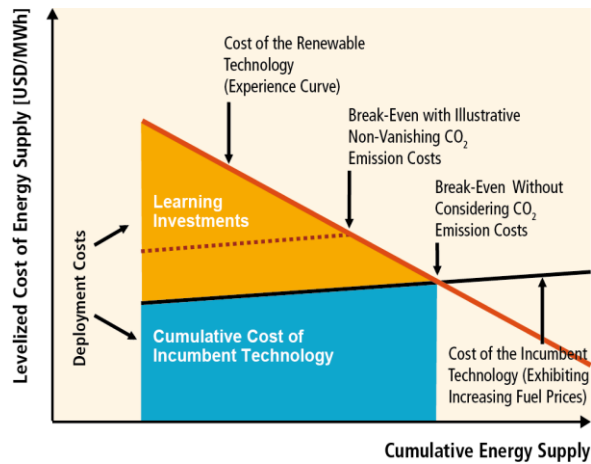 Levelized Cost of Energy Supply [USD/MWh]
Cost of the Renewable
Technology
(Experience Curve)
Break-Even with Illustrative
Non-Vanishing CO₂
Emission Costs
Break-Even Without
Considering CO₂
Emission Costs
Learning
Investments
Deployment Costs
Cumulative Cost of
Incumbent Technology
Cost of the Incumbent
Technology (Exhibiting
Increasing Fuel Prices)
Cumulative Energy Supply